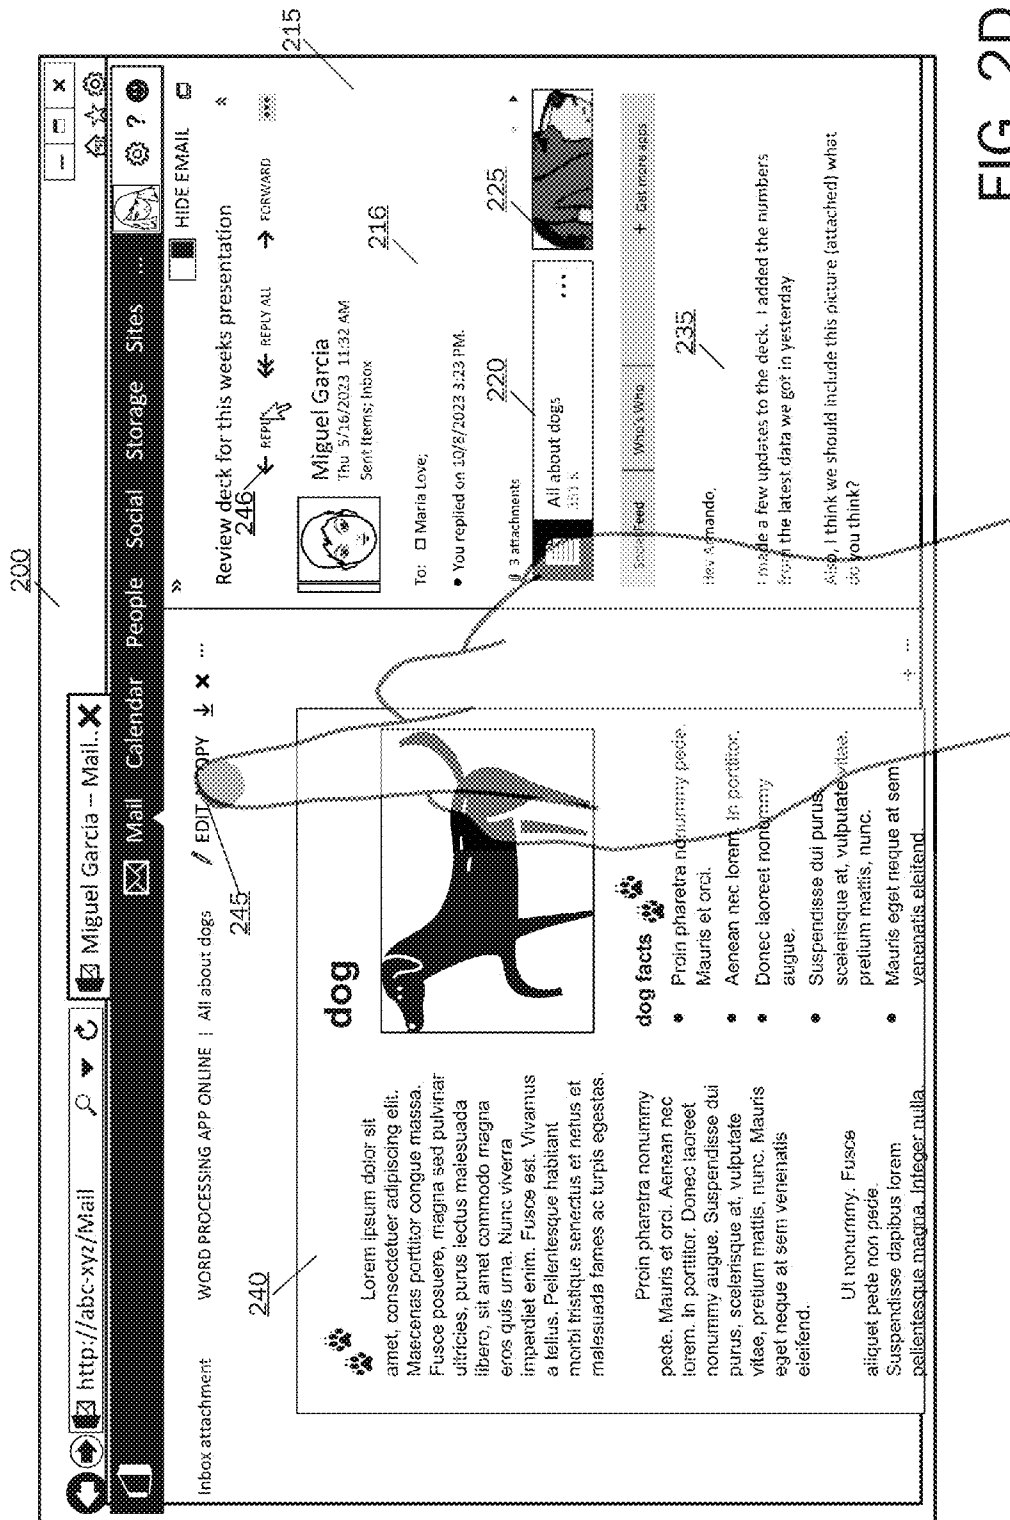 200
http://abc-xyz/Mail
Miguel Garcia – Mail..
Mail Calendar People Social Storage Sites ... ?
Inbox attachment
WORD PROCESSING APP ONLINE | All about dogs
EDIT
OPY
...
HIDE EMAIL
215
240
Lorem ipsum dolor sit
amet, consectetuer adipiscing elit.
Maecenas porttitor congue massa.
Fusce posuere, magna sed pulvinar
ultricies, purus lectus malesuada
libero, sit amet commodo magna
eros quis urna. Nunc viverra
imperdiet enim. Fusce est. Vivamus
a tellus. Pellentesque habitant
morbi tristique senectus et netus et
malesuada fames ac turpis egestas.
Proin pharetra nonummy
pede. Mauris et orci. Aenean nec
lorem. In porttitor. Donec laoreet
nonummy augue. Suspendisse dui
purus, scelerisque at, vulputate
vitae, pretium mattis, nunc. Mauris
eget neque at sem venenatis
eleifend.
Ut nonummy. Fusce
aliquet pede non pede.
Suspendisse dapibus lorem
pellentesque magna. Integer nulla.
dog
dog facts
• Proin pharetra nonummy pede.
Mauris et orci.
• Aenean nec lorem. In porttitor.
• Donec laoreet nonummy
augue.
• Suspendisse dui purus,
scelerisque at, vulputate vitae,
pretium mattis, nunc.
• Mauris eget neque at sem
venenatis eleifend.
245
+ ...
Review deck for this weeks presentation
246
REPLY
REPLY ALL
FORWARD
...
Miguel Garcia
Thu 5/16/2023 11:32 AM
Sent Items; Inbox
216
To: Maria Love;
• You replied on 10/8/2023 3:23 PM.
3 attachments
220
225
All about dogs
...
Who's Who
+ Get more apps
Hey Armando,
235
I made a few updates to the deck. I added the numbers
from the latest data we got in yesterday
Also, I think we should include this picture (attached) what
do you think?
FIG. 2D